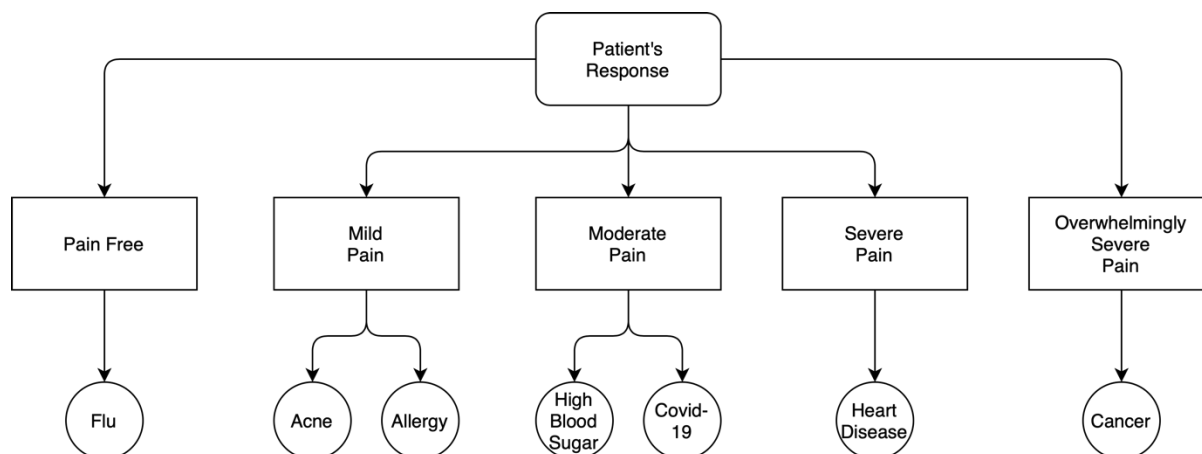 Patient's
Response
Pain Free
Mild
Pain
Moderate
Pain
Severe
Pain
Overwhelmingly
Severe
Pain
Flu
Acne
Allergy
High
Blood
Sugar
Covid-
19
Heart
Disease
Cancer